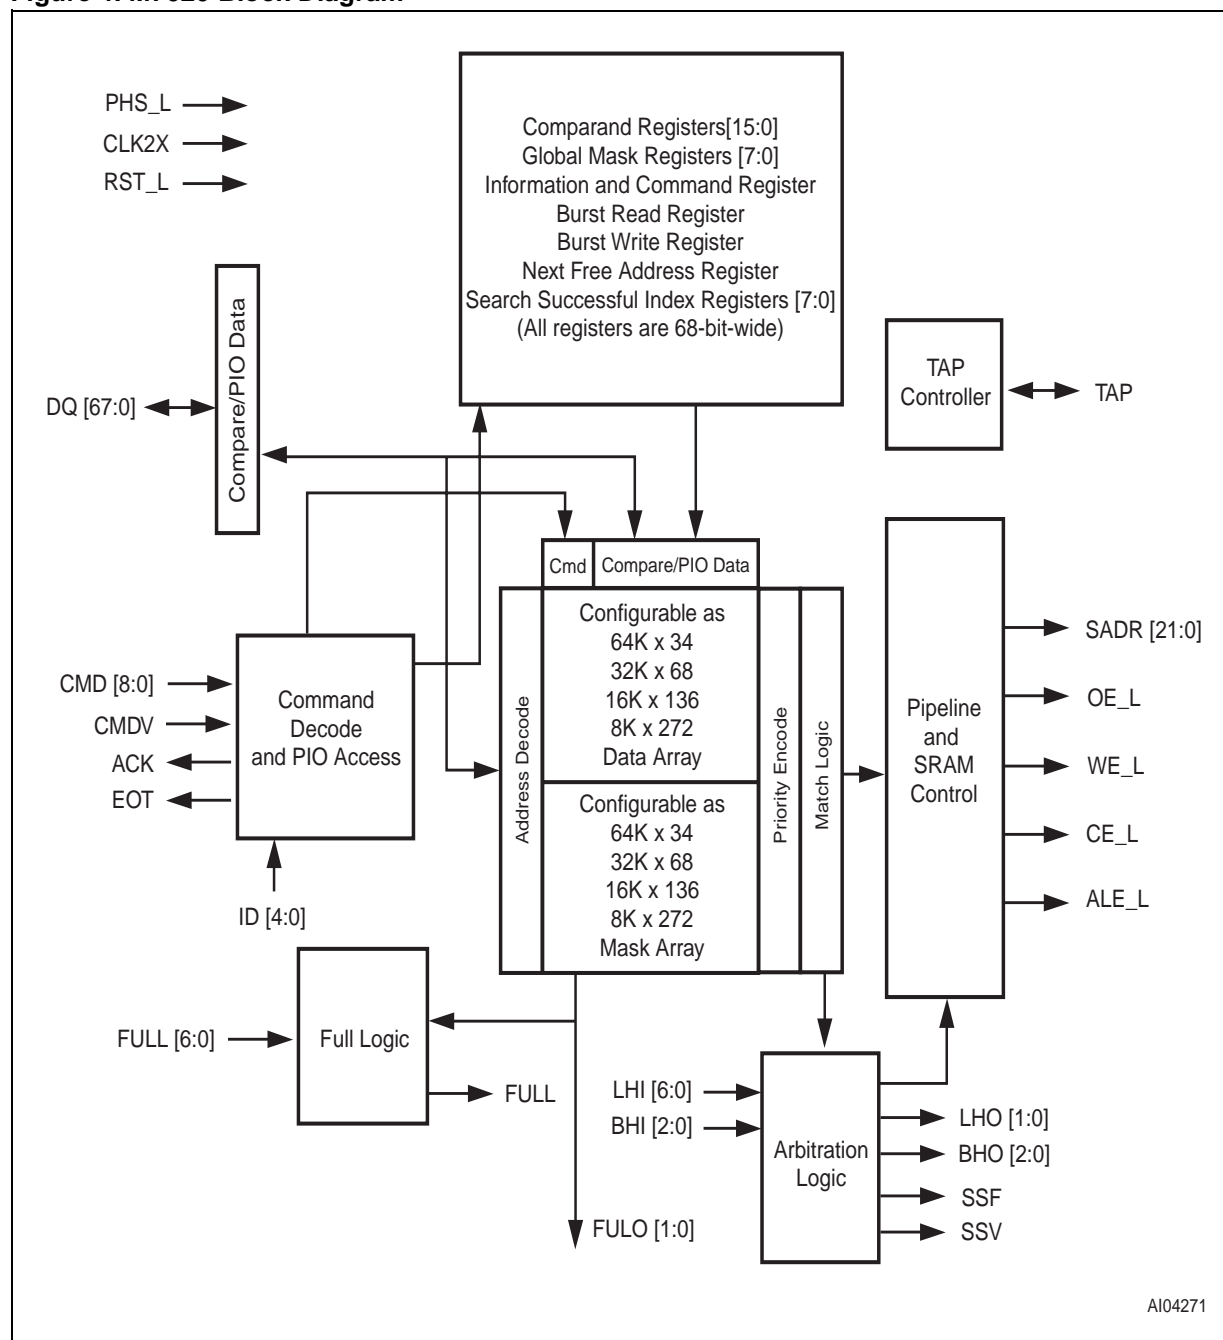 PHS_L
CLK2X
RST_L
Comparand Registers[15:0]
Global Mask Registers [7:0]
Information and Command Register
Burst Read Register
Burst Write Register
Next Free Address Register
Search Successful Index Registers [7:0]
(All registers are 68-bit-wide)
Compare/PIO Data
DQ [67:0]
TAP
Controller
TAP
Cmd
Compare/PIO Data
Address Decode
Configurable as
64K x 34
32K x 68
16K x 136
8K x 272
Data Array
Configurable as
64K x 34
32K x 68
16K x 136
8K x 272
Mask Array
Priority Encode
Match Logic
CMD [8:0]
CMDV
ACK
EOT
Command
Decode
and PIO Access
ID [4:0]
Pipeline
and
SRAM
Control
SADR [21:0]
OE_L
WE_L
CE_L
ALE_L
FULL [6:0]
Full Logic
FULL
FULO [1:0]
LHI [6:0]
BHI [2:0]
Arbitration
Logic
LHO [1:0]
BHO [2:0]
SSF
SSV
AI04271